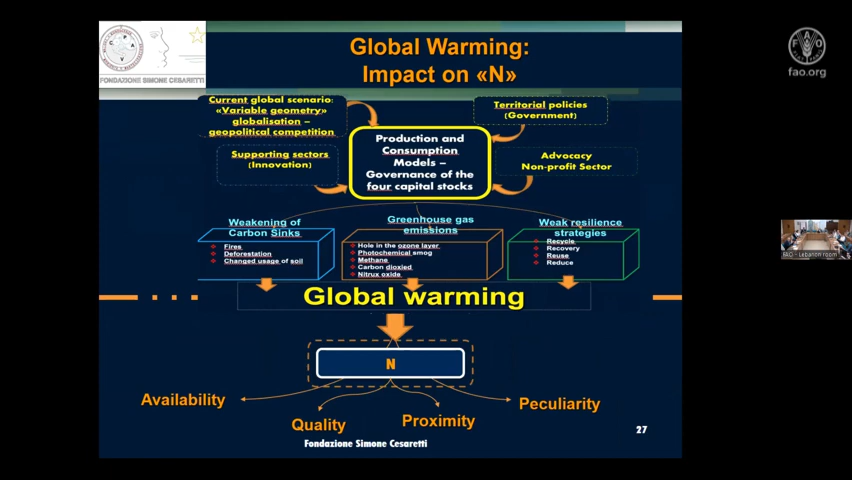 Global Warming:
Impact on «N»
FONDAZIONE SIMONE CESARETTI
FAO
fao.org
Current global scenario:
«Variable geometry»
globalisation –
geopolitical competition
Territorial policies
(Government)
Supporting sectors
(Innovation)
Production and
Consumption
Models –
Governance of the
four capital stocks
Advocacy
Non-profit Sector
Weakening of
Carbon Sinks
Fires
Deforestation
Changed usage of soil
Greenhouse gas
emissions
Hole in the ozone layer
Photochemical smog
Methane
Carbon dioxied
Nitrux oxide
Weak resilience
strategies
Recycle
Recovery
Reuse
Reduce
FAO - Lebanon room
Global warming
N
Availability
Quality
Proximity
Peculiarity
Fondazione Simone Cesaretti
27